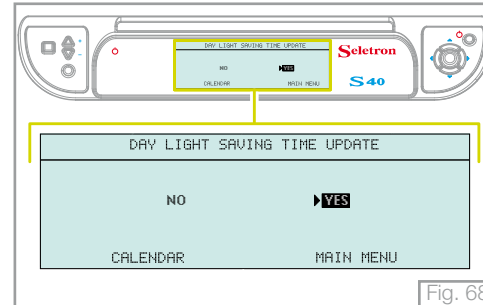 DAY LIGHT SAVING TIME UPDATE
NO YES
CALENDAR MAIN MENU
Seletron
S40
DAY LIGHT SAVING TIME UPDATE
NO YES
CALENDAR MAIN MENU
Fig. 68